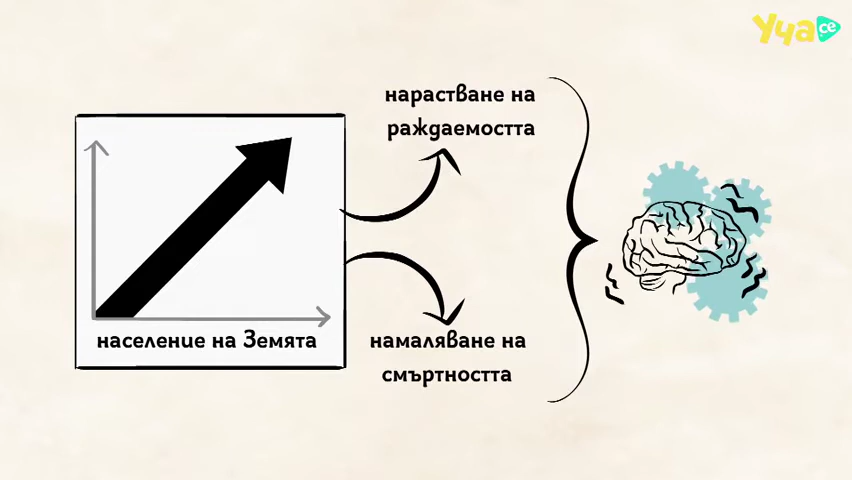 Уча.се
нарастване на
раждаемостта
население на Земята
намаляване на
смъртността